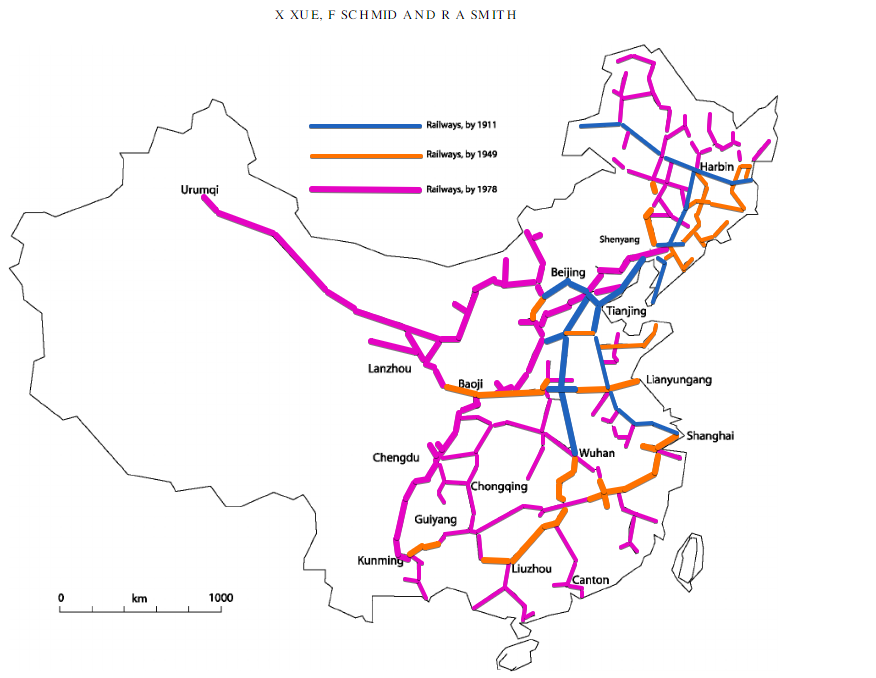 X XUE, F SCHMID AND R A SMITH
Railways, by 1911
Railways, by 1949
Railways, by 1978
Harbin
Urumqi
Shenyang
Beijing
Tianjing
Lanzhou
Baoji
Lianyungang
Shanghai
Chengdu
Wuhan
Chongqing
Guiyang
Kunming
Liuzhou
Canton
0 km 1000